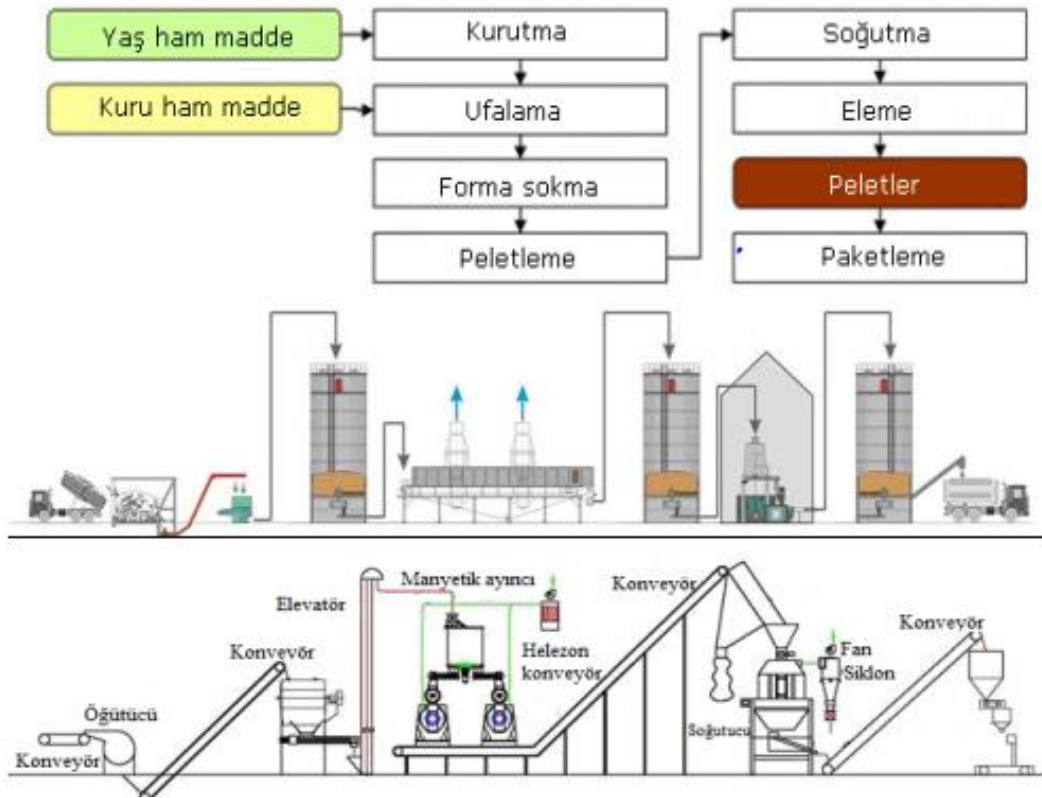 Yaş ham madde
Kurutma
Soğutma
Kuru ham madde
Ufalama
Eleme
Forma sokma
Peletler
Peletleme
Paketleme
Manyetik ayırıcı
Konveyör
Elevatör
Konveyör
Helezon
konveyör
Fan
Siklon
Konveyör
Öğütücü
Soğutucu
Konveyör